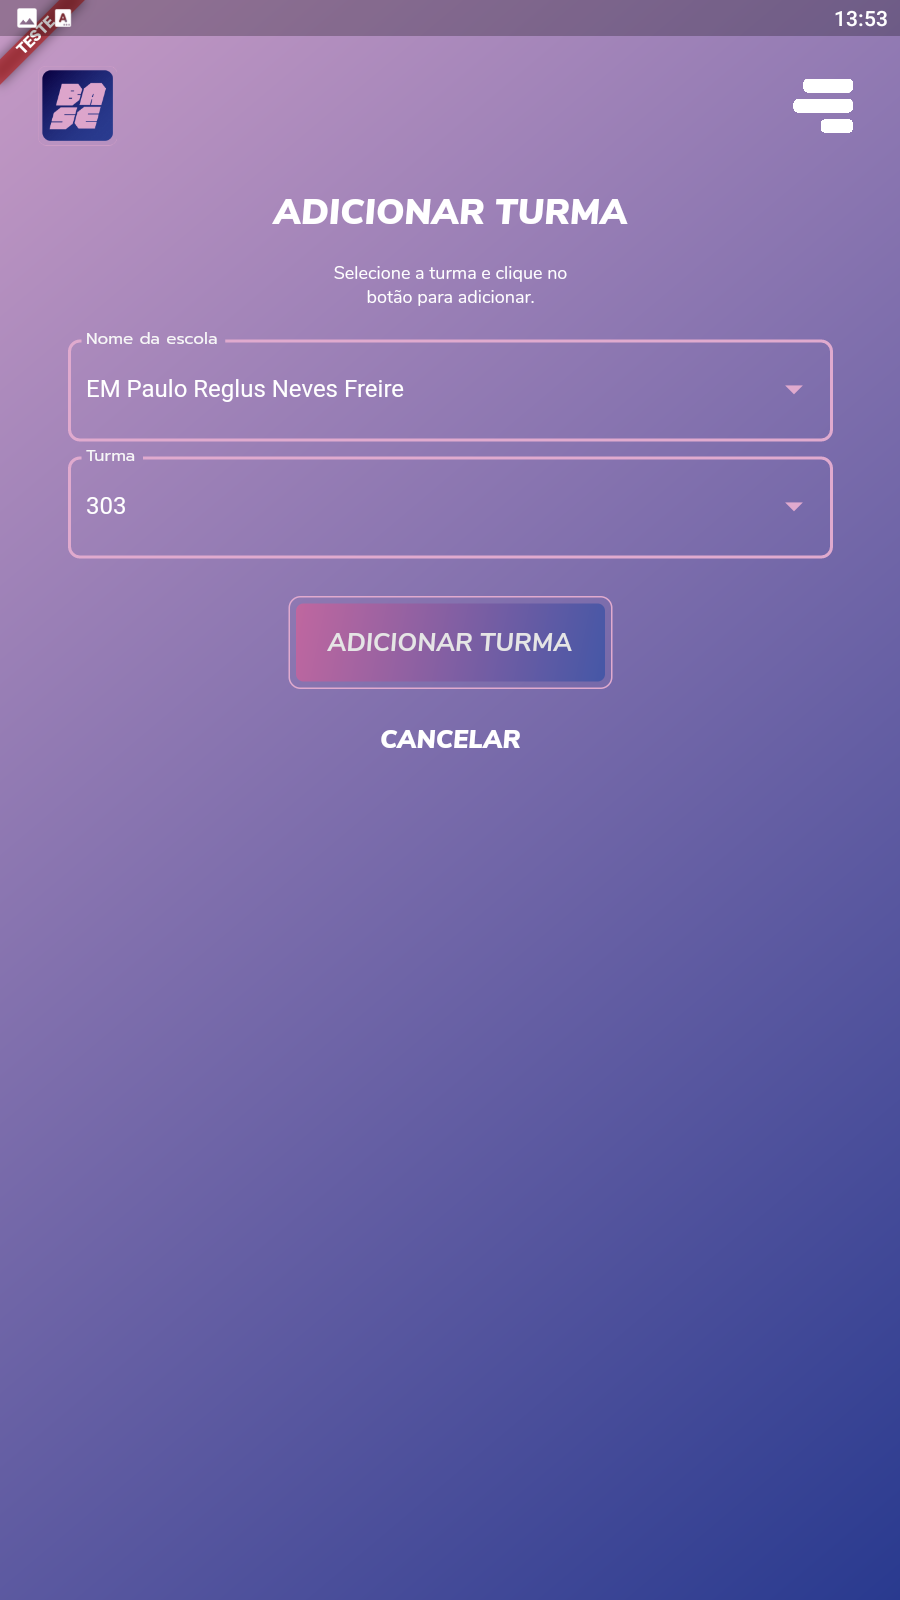 13:53
TESTE
BA
SE
ADICIONAR TURMA
Selecione a turma e clique no
botão para adicionar.
Nome da escola
EM Paulo Reglus Neves Freire
Turma
303
ADICIONAR TURMA
CANCELAR